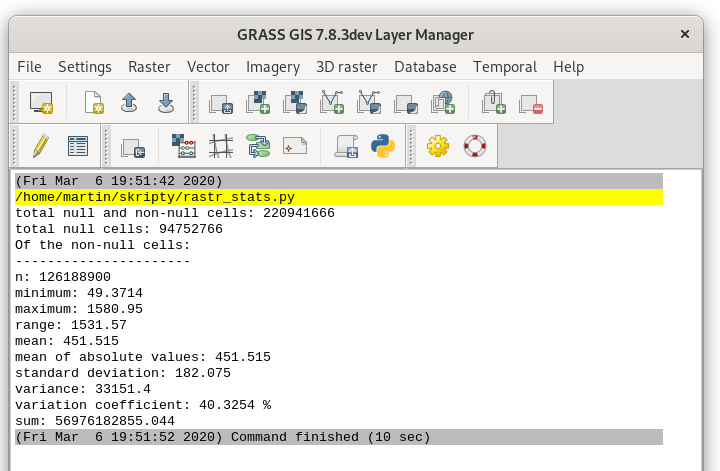 GRASS GIS 7.8.3dev Layer Manager
File Settings Raster Vector Imagery 3D raster Database Temporal Help
(Fri Mar  6 19:51:42 2020)
/home/martin/skripty/rastr_stats.py
total null and non-null cells: 220941666
total null cells: 94752766
Of the non-null cells:
----------------------
n: 126188900
minimum: 49.3714
maximum: 1580.95
range: 1531.57
mean: 451.515
mean of absolute values: 451.515
standard deviation: 182.075
variance: 33151.4
variation coefficient: 40.3254 %
sum: 56976182855.044
(Fri Mar  6 19:51:52 2020) Command finished (10 sec)